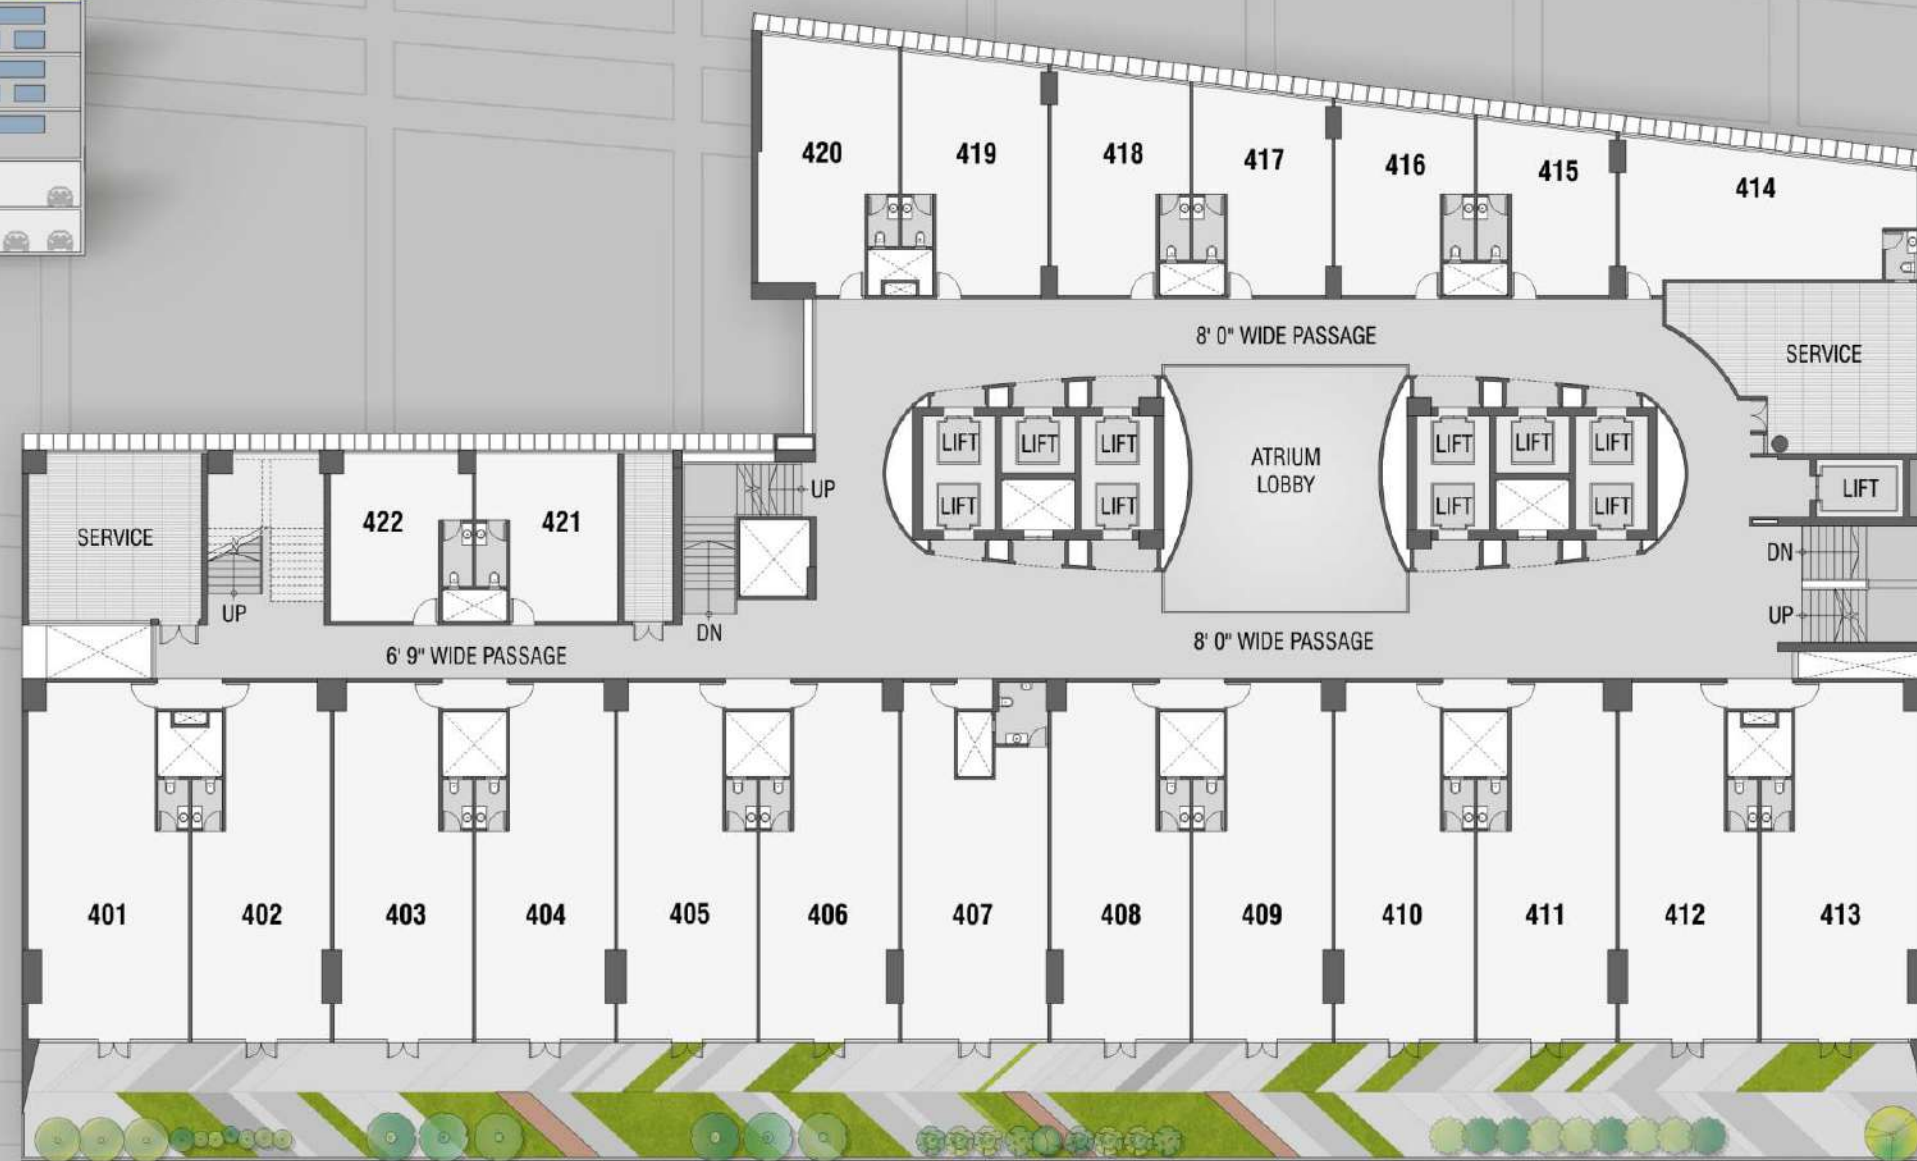 420
419
418
417
416
415
414
8' 0" WIDE PASSAGE
SERVICE
LIFT
LIFT
LIFT
ATRIUM
LOBBY
LIFT
LIFT
LIFT
LIFT
LIFT
LIFT
LIFT
LIFT
UP
422
421
SERVICE
UP
DN
DN
UP
6' 9" WIDE PASSAGE
8' 0" WIDE PASSAGE
401
402
403
404
405
406
407
408
409
410
411
412
413